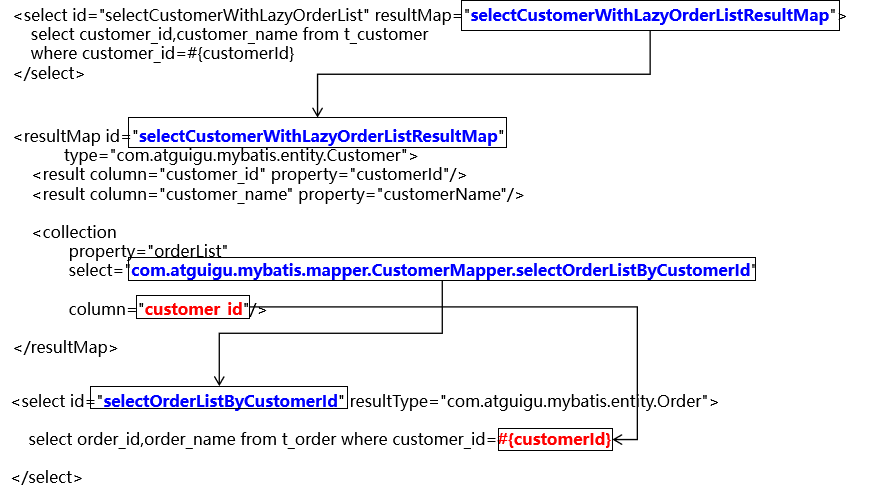 <select id="selectCustomerWithLazyOrderList" resultMap="selectCustomerWithLazyOrderListResultMap">
select customer_id,customer_name from t_customer
where customer_id=#{customerId}
</select>
<resultMap id="selectCustomerWithLazyOrderListResultMap"
type="com.atguigu.mybatis.entity.Customer">
<result column="customer_id" property="customerId"/>
<result column="customer_name" property="customerName"/>
<collection
property="orderList"
select="com.atguigu.mybatis.mapper.CustomerMapper.selectOrderListByCustomerId"
column="customer_id"/>
</resultMap>
<select id="selectOrderListByCustomerId" resultType="com.atguigu.mybatis.entity.Order">
select order_id,order_name from t_order where customer_id=#{customerId}
</select>